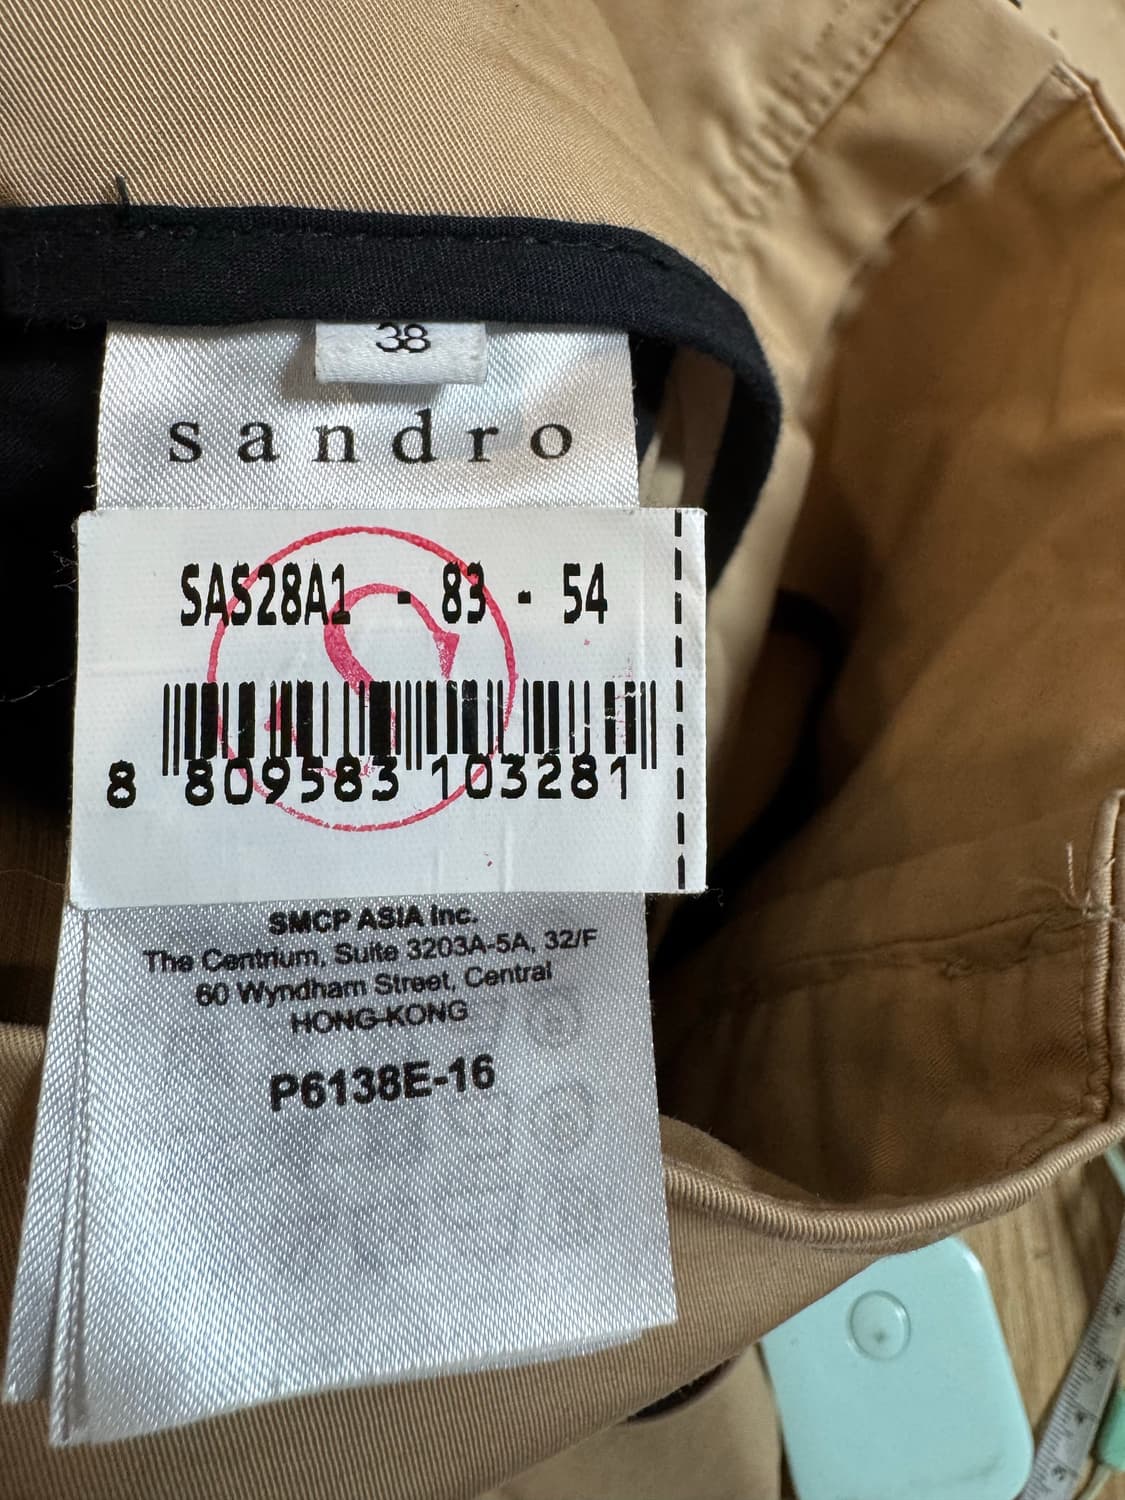 38
sandro
SAS28A1 - 83 - 54
8 809583 103281
SMCP ASIA Inc.
The Centrium, Suite 3203A-5A, 32/F
60 Wyndham Street, Central
HONG-KONG
P6138E-16